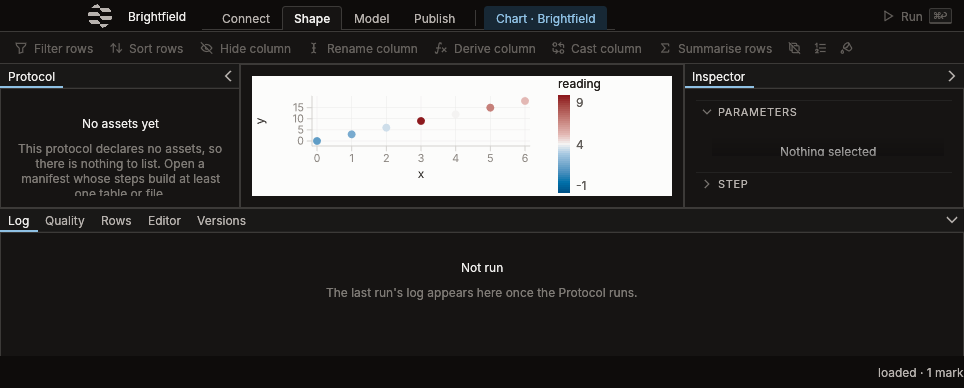 Brightfield
Connect
Shape
Model
Publish
Chart · Brightfield
Run
⌘P
Filter rows
Sort rows
Hide column
Rename column
Derive column
Cast column
Summarise rows
Protocol
Inspector
No assets yet
This protocol declares no assets, so
there is nothing to list. Open a
manifest whose steps build at least
one table or file.
y
15
10
5
0
0 1 2 3 4 5 6
x
reading
9
4
-1
PARAMETERS
Nothing selected
STEP
Log
Quality
Rows
Editor
Versions
Not run
The last run's log appears here once the Protocol runs.
loaded · 1 mark